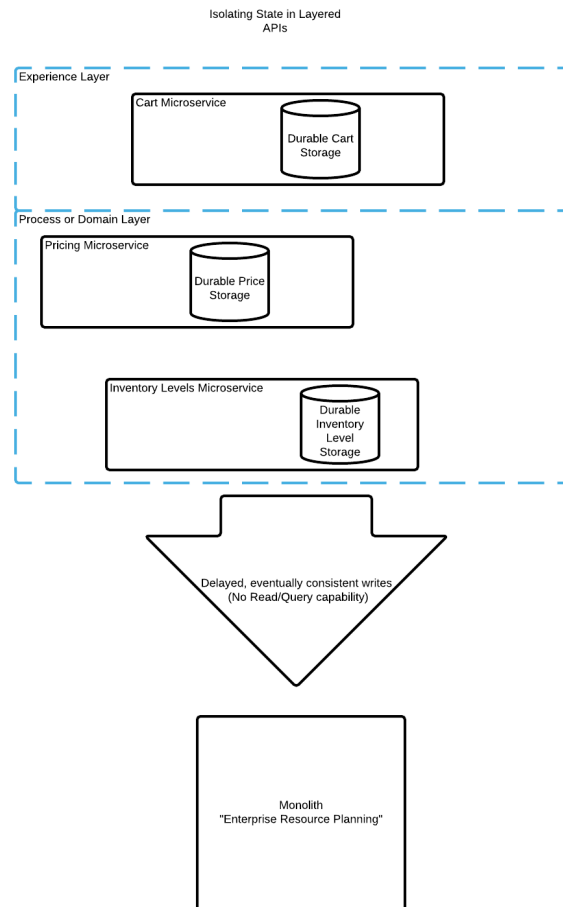 Isolating State in Layered
APIs
Experience Layer
Cart Microservice
Durable Cart
Storage
Process or Domain Layer
Pricing Microservice
Durable Price
Storage
Inventory Levels Microservice
Durable
Inventory
Level
Storage
Delayed, eventually consistent writes
(No Read/Query capability)
Monolith
"Enterprise Resource Planning"